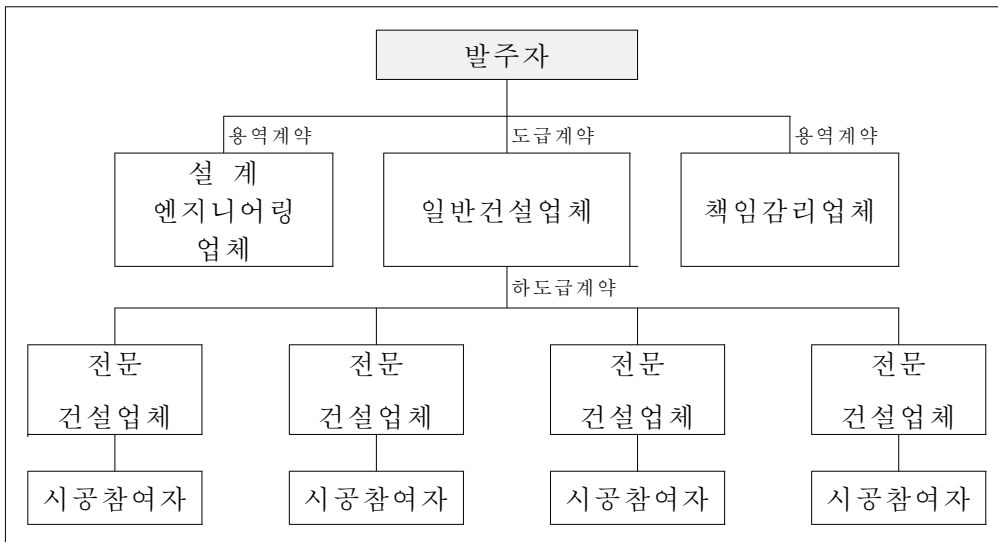 발주자
용역계약
도급계약
용역계약
설 계
엔지니어링
업체
일반건설업체
책임감리업체
하도급계약
전문
건설업체
전문
건설업체
전문
건설업체
전문
건설업체
시공참여자
시공참여자
시공참여자
시공참여자